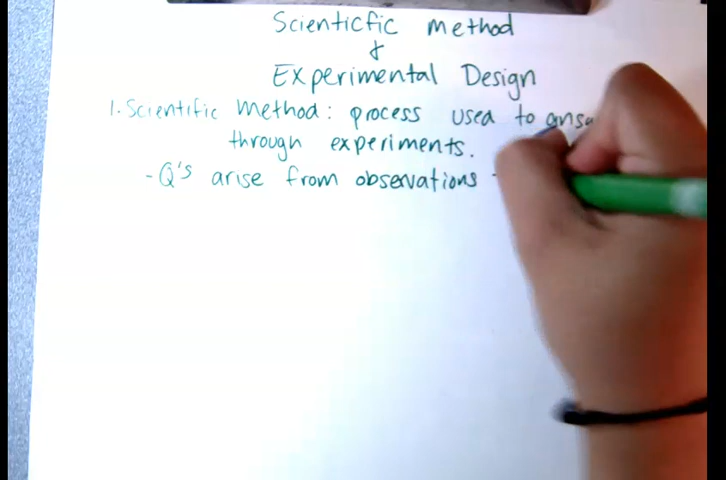 Scienticfic method
&
Experimental Design
1. Scientific Method: process used to
through experiments.
- Q's arise from observations